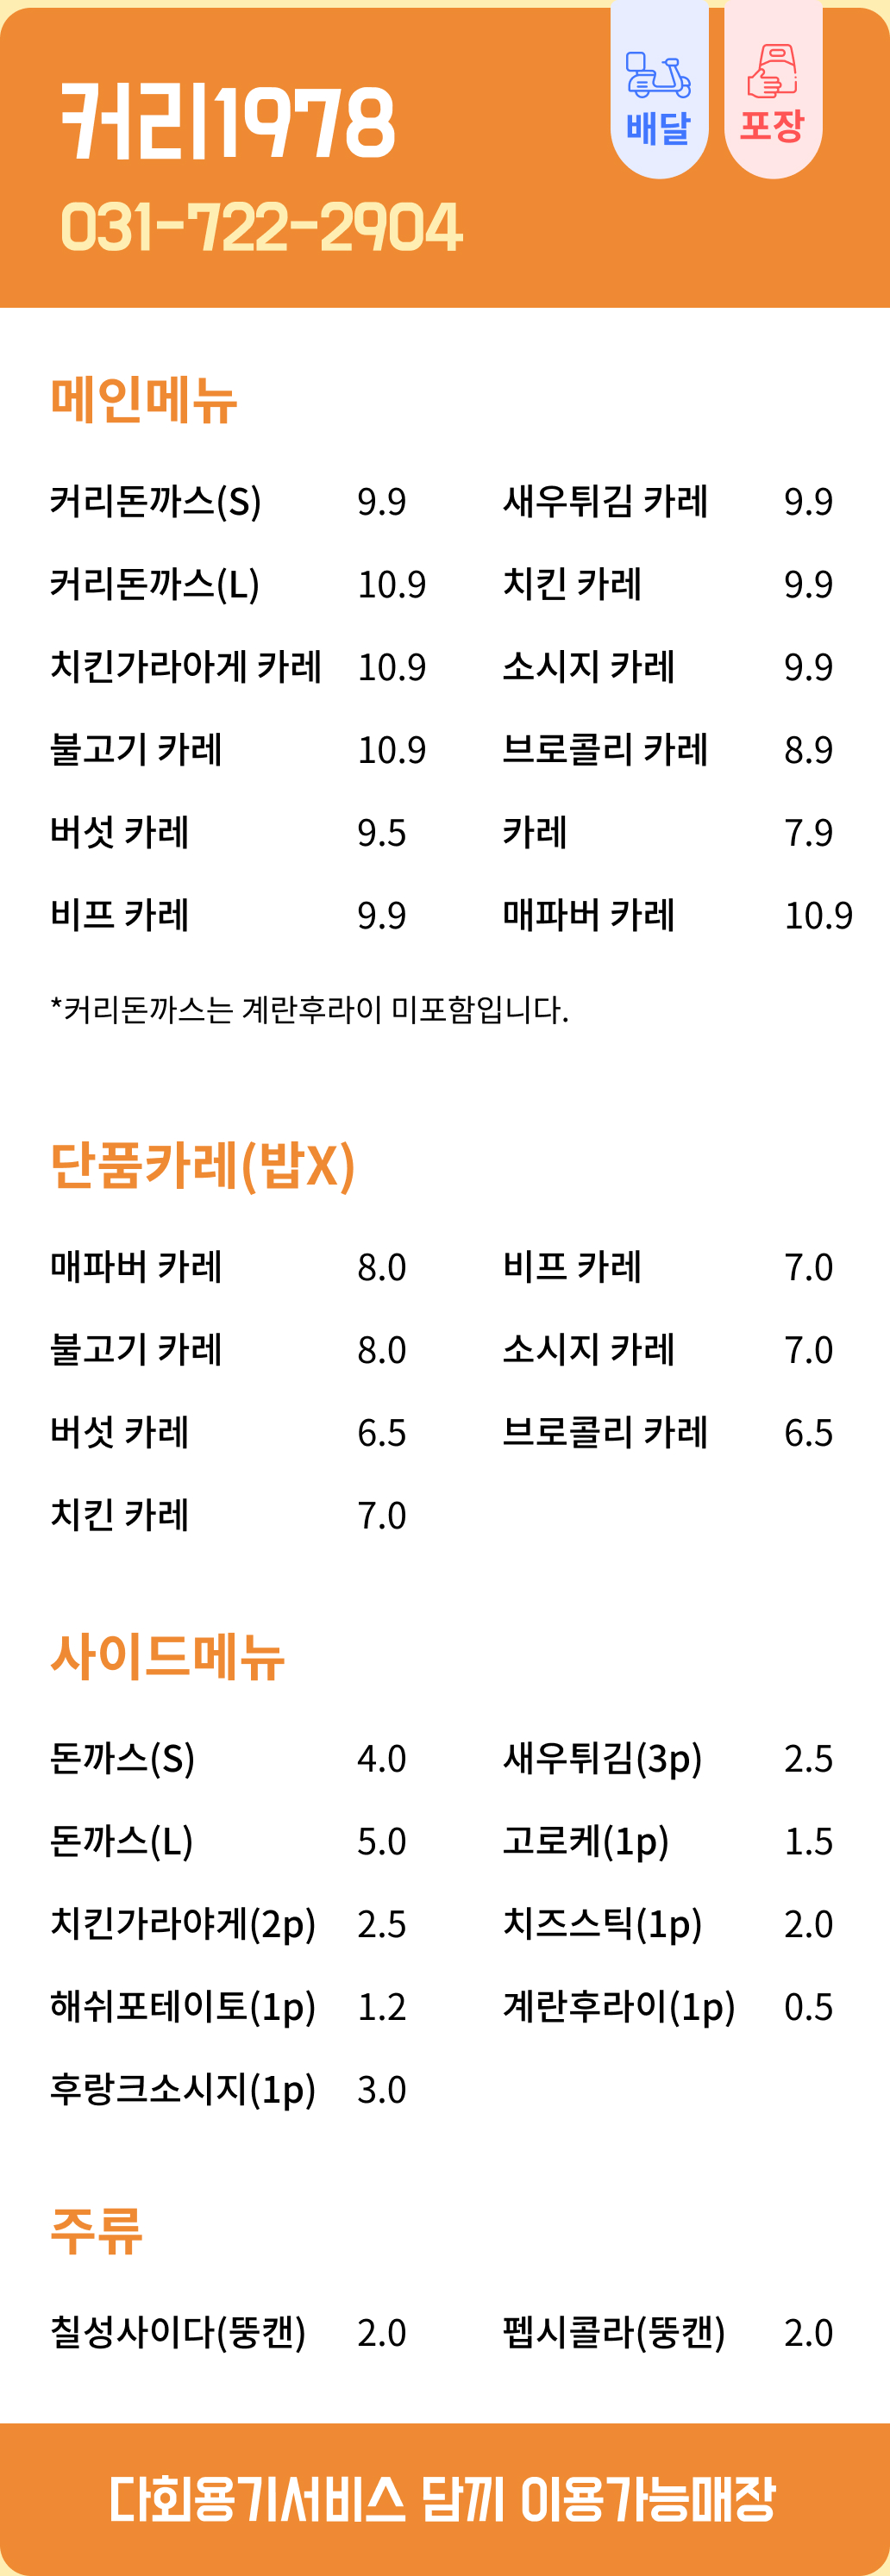 커리1978
031-722-2904
배달
포장
메인메뉴
커리돈까스(S) 9.9 새우튀김 카레 9.9
커리돈까스(L) 10.9 치킨 카레 9.9
치킨가라아게 카레 10.9 소시지 카레 9.9
불고기 카레 10.9 브로콜리 카레 8.9
버섯 카레 9.5 카레 7.9
비프 카레 9.9 매파버 카레 10.9
*커리돈까스는 계란후라이 미포함입니다.
단품카레(밥X)
매파버 카레 8.0 비프 카레 7.0
불고기 카레 8.0 소시지 카레 7.0
버섯 카레 6.5 브로콜리 카레 6.5
치킨 카레 7.0
사이드메뉴
돈까스(S) 4.0 새우튀김(3p) 2.5
돈까스(L) 5.0 고로케(1p) 1.5
치킨가라야게(2p) 2.5 치즈스틱(1p) 2.0
해쉬포테이토(1p) 1.2 계란후라이(1p) 0.5
후랑크소시지(1p) 3.0
주류
칠성사이다(뚱캔) 2.0 펩시콜라(뚱캔) 2.0
다회용기서비스 담끼 이용가능매장